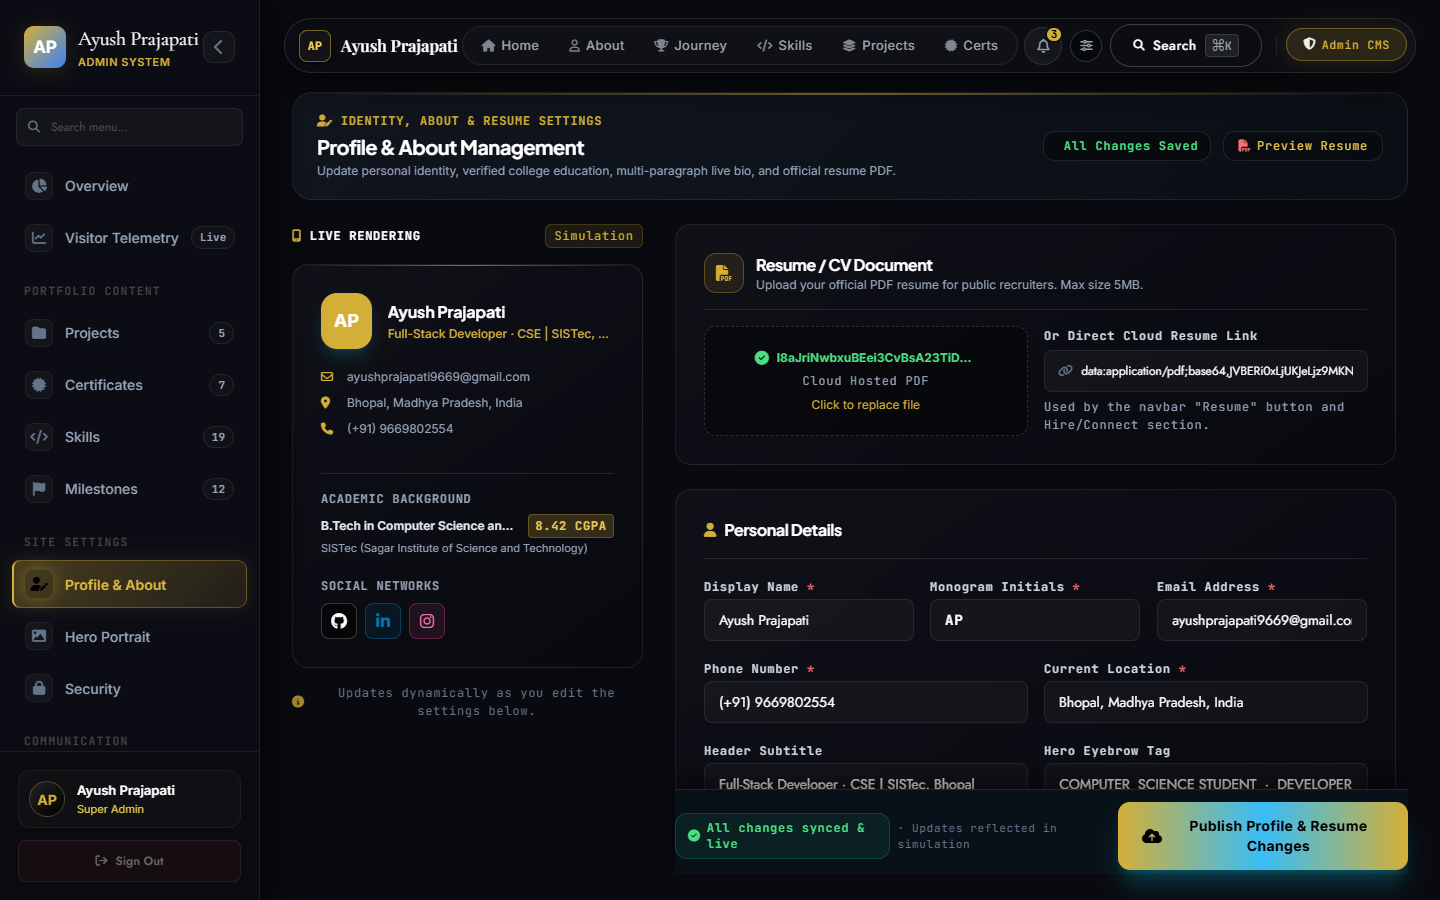 AP
Ayush Prajapati
ADMIN SYSTEM
Search menu...
Overview
Visitor Telemetry
Live
PORTFOLIO CONTENT
Projects
5
Certificates
7
Skills
19
Milestones
12
SITE SETTINGS
Profile & About
Hero Portrait
Security
COMMUNICATION
AP
Ayush Prajapati
Super Admin
Sign Out
AP
Ayush Prajapati
Home
About
Journey
Skills
Projects
Certs
3
Search
⌘K
Admin CMS
IDENTITY, ABOUT & RESUME SETTINGS
Profile & About Management
Update personal identity, verified college education, multi-paragraph live bio, and official resume PDF.
All Changes Saved
Preview Resume
LIVE RENDERING
Simulation
AP
Ayush Prajapati
Full-Stack Developer · CSE | SISTec, ...
ayushprajapati9669@gmail.com
Bhopal, Madhya Pradesh, India
(+91) 9669802554
ACADEMIC BACKGROUND
B.Tech in Computer Science an...
8.42 CGPA
SISTec (Sagar Institute of Science and Technology)
SOCIAL NETWORKS
Updates dynamically as you edit the
settings below.
PDF
Resume / CV Document
Upload your official PDF resume for public recruiters. Max size 5MB.
I8aJriNwbxuBEei3CvBsA23TiD...
Cloud Hosted PDF
Click to replace file
Or Direct Cloud Resume Link
data:application/pdf;base64,JVBERi0xLjUKJeLjz9MKN
Used by the navbar "Resume" button and
Hire/Connect section.
Personal Details
Display Name *
Ayush Prajapati
Monogram Initials *
AP
Email Address *
ayushprajapati9669@gmail.co
Phone Number *
(+91) 9669802554
Current Location *
Bhopal, Madhya Pradesh, India
Header Subtitle
Full-Stack Developer · CSE | SISTec, Bhopal
Hero Eyebrow Tag
COMPUTER SCIENCE STUDENT · DEVELOPER
All changes synced &
live
· Updates reflected in
simulation
Publish Profile & Resume
Changes